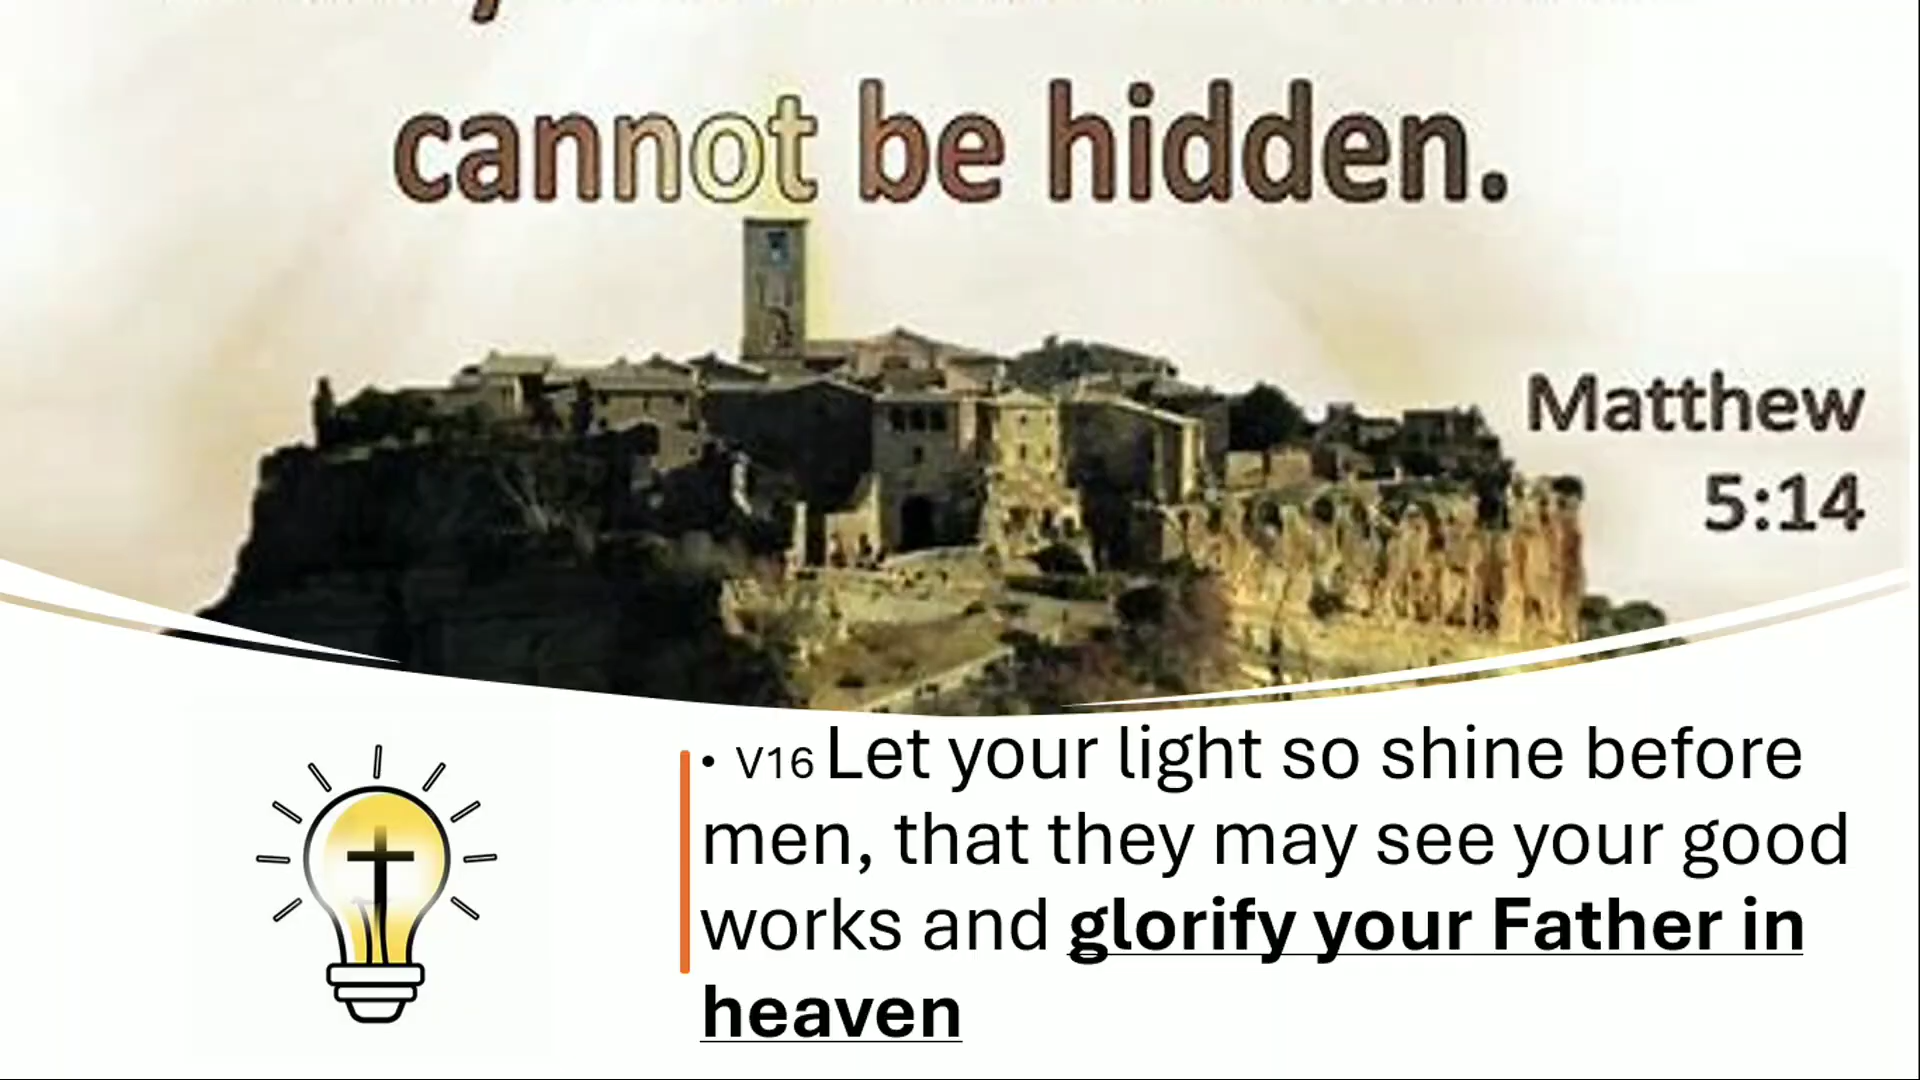 cannot be hidden.
Matthew
5:14
• V16 Let your light so shine before
men, that they may see your good
works and glorify your Father in
heaven